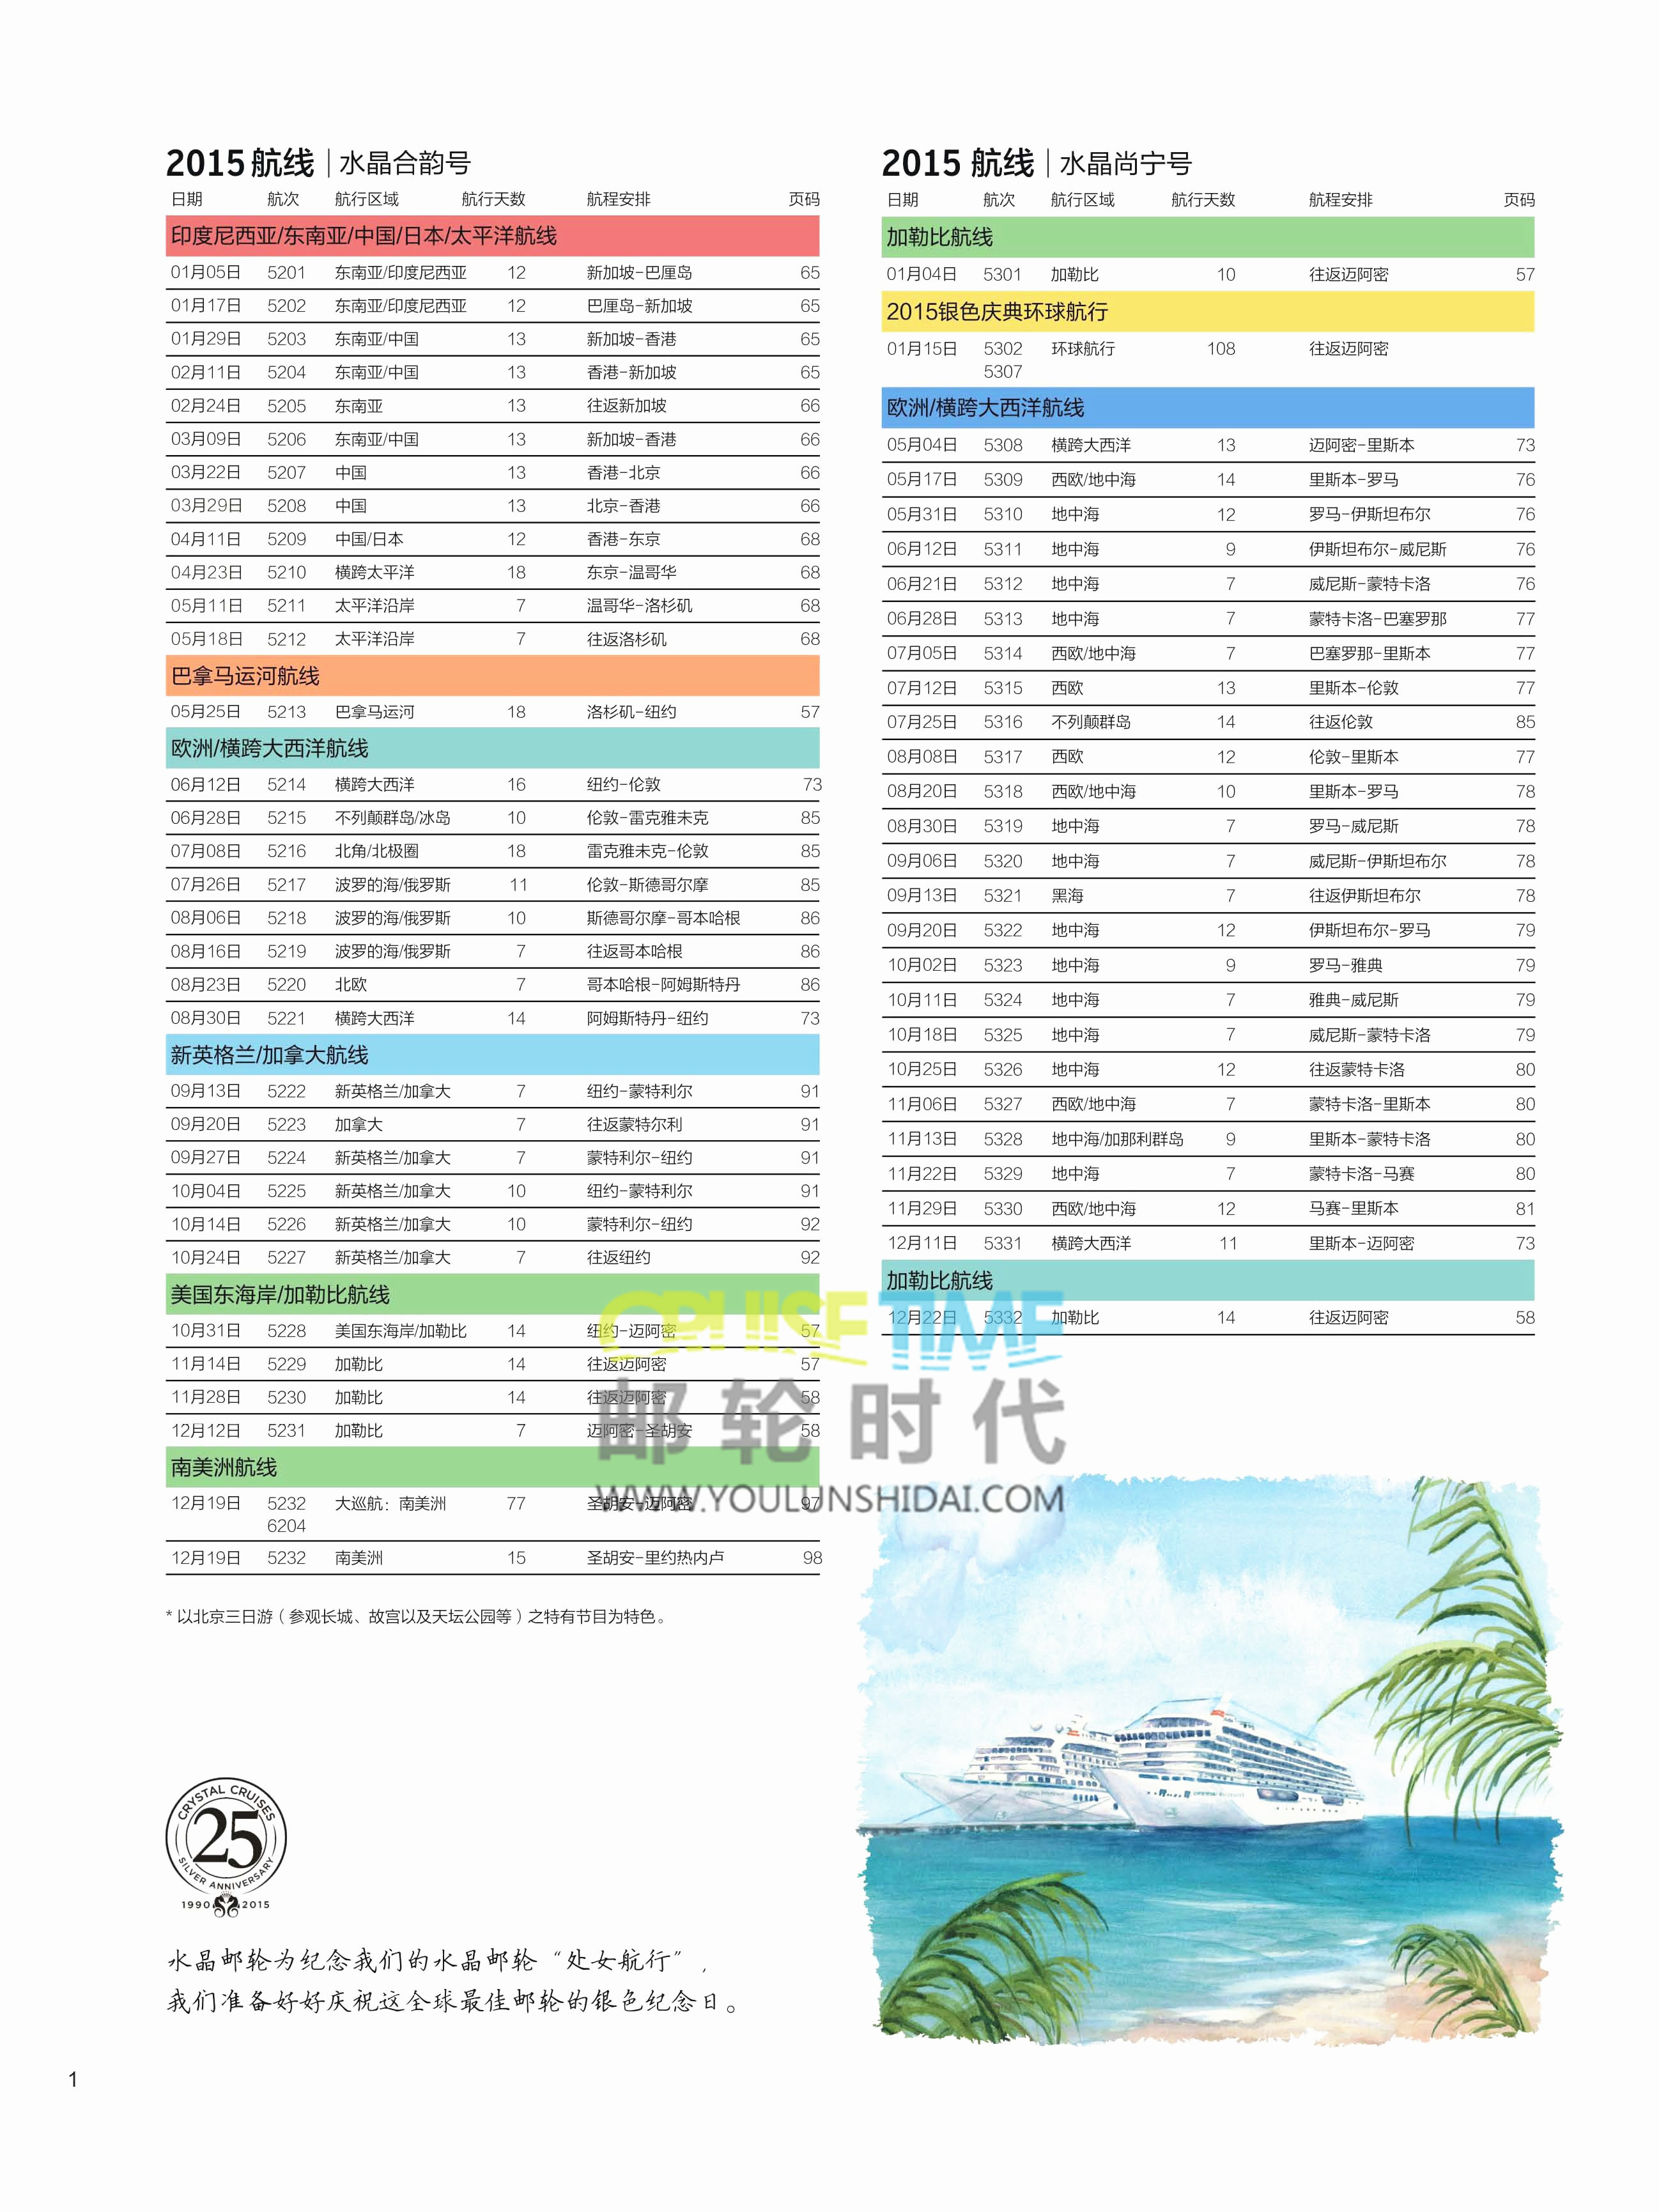 2015 航线 | 水晶合韵号
日期 航次 航行区域 航行天数 航程安排 页码
印度尼西亚/东南亚/中国/日本/太平洋航线
01月05日 5201 东南亚/印度尼西亚 12 新加坡-巴厘岛 65
01月17日 5202 东南亚/印度尼西亚 12 巴厘岛-新加坡 65
01月29日 5203 东南亚/中国 13 新加坡-香港 65
02月11日 5204 东南亚/中国 13 香港-新加坡 65
02月24日 5205 东南亚 13 往返新加坡 66
03月09日 5206 东南亚/中国 13 新加坡-香港 66
03月22日 5207 中国 13 香港-北京 66
03月29日 5208 中国 13 北京-香港 66
04月11日 5209 中国/日本 12 香港-东京 68
04月23日 5210 横跨太平洋 18 东京-温哥华 68
05月11日 5211 太平洋沿岸 7 温哥华-洛杉矶 68
05月18日 5212 太平洋沿岸 7 往返洛杉矶 68
巴拿马运河航线
05月25日 5213 巴拿马运河 18 洛杉矶-纽约 57
欧洲/横跨大西洋航线
06月12日 5214 横跨大西洋 16 纽约-伦敦 73
06月28日 5215 不列颠群岛/冰岛 10 伦敦-雷克雅未克 85
07月08日 5216 北角/北极圈 18 雷克雅未克-伦敦 85
07月26日 5217 波罗的海/俄罗斯 11 伦敦-斯德哥尔摩 85
08月06日 5218 波罗的海/俄罗斯 10 斯德哥尔摩-哥本哈根 86
08月16日 5219 波罗的海/俄罗斯 7 往返哥本哈根 86
08月23日 5220 北欧 7 哥本哈根-阿姆斯特丹 86
08月30日 5221 横跨大西洋 14 阿姆斯特丹-纽约 73
新英格兰/加拿大航线
09月13日 5222 新英格兰/加拿大 7 纽约-蒙特利尔 91
09月20日 5223 加拿大 7 往返蒙特尔利 91
09月27日 5224 新英格兰/加拿大 7 蒙特利尔-纽约 91
10月04日 5225 新英格兰/加拿大 10 纽约-蒙特利尔 91
10月14日 5226 新英格兰/加拿大 10 蒙特利尔-纽约 92
10月24日 5227 新英格兰/加拿大 7 往返纽约 92
美国东海岸/加勒比航线
10月31日 5228 美国东海岸/加勒比 14 纽约-迈阿密 57
11月14日 5229 加勒比 14 往返迈阿密 57
11月28日 5230 加勒比 14 往返迈阿密 58
12月12日 5231 加勒比 7 迈阿密-圣胡安 58
南美洲航线
12月19日 5232 大巡航：南美洲 77 圣胡安-迈阿密 97
6204
12月19日 5232 南美洲 15 圣胡安-里约热内卢 98
* 以北京三日游（参观长城、故宫以及天坛公园等）之特有节目为特色。
2015 航线 | 水晶尚宁号
日期 航次 航行区域 航行天数 航程安排 页码
加勒比航线
01月04日 5301 加勒比 10 往返迈阿密 57
2015银色庆典环球航行
01月15日 5302 环球航行 108 往返迈阿密
5307
欧洲/横跨大西洋航线
05月04日 5308 横跨大西洋 13 迈阿密-里斯本 73
05月17日 5309 西欧/地中海 14 里斯本-罗马 76
05月31日 5310 地中海 12 罗马-伊斯坦布尔 76
06月12日 5311 地中海 9 伊斯坦布尔-威尼斯 76
06月21日 5312 地中海 7 威尼斯-蒙特卡洛 76
06月28日 5313 地中海 7 蒙特卡洛-巴塞罗那 77
07月05日 5314 西欧/地中海 7 巴塞罗那-里斯本 77
07月12日 5315 西欧 13 里斯本-伦敦 77
07月25日 5316 不列颠群岛 14 往返伦敦 85
08月08日 5317 西欧 12 伦敦-里斯本 77
08月20日 5318 西欧/地中海 10 里斯本-罗马 78
08月30日 5319 地中海 7 罗马-威尼斯 78
09月06日 5320 地中海 7 威尼斯-伊斯坦布尔 78
09月13日 5321 黑海 7 往返伊斯坦布尔 78
09月20日 5322 地中海 12 伊斯坦布尔-罗马 79
10月02日 5323 地中海 9 罗马-雅典 79
10月11日 5324 地中海 7 雅典-威尼斯 79
10月18日 5325 地中海 7 威尼斯-蒙特卡洛 79
10月25日 5326 地中海 12 往返蒙特卡洛 80
11月06日 5327 西欧/地中海 7 蒙特卡洛-里斯本 80
11月13日 5328 地中海/加那利群岛 9 里斯本-蒙特卡洛 80
11月22日 5329 地中海 7 蒙特卡洛-马赛 80
11月29日 5330 西欧/地中海 12 马赛-里斯本 81
12月11日 5331 横跨大西洋 11 里斯本-迈阿密 73
加勒比航线
12月22日 5332 加勒比 14 往返迈阿密 58
CRUISE TIME
邮轮时代
WWW.YOULUNSHIDAI.COM
CRYSTAL CRUISES
25
SILVER ANNIVERSARY
1990 2015
水晶邮轮为纪念我们的水晶邮轮“处女航行”，
我们准备好好庆祝这全球最佳邮轮的银色纪念日。
1